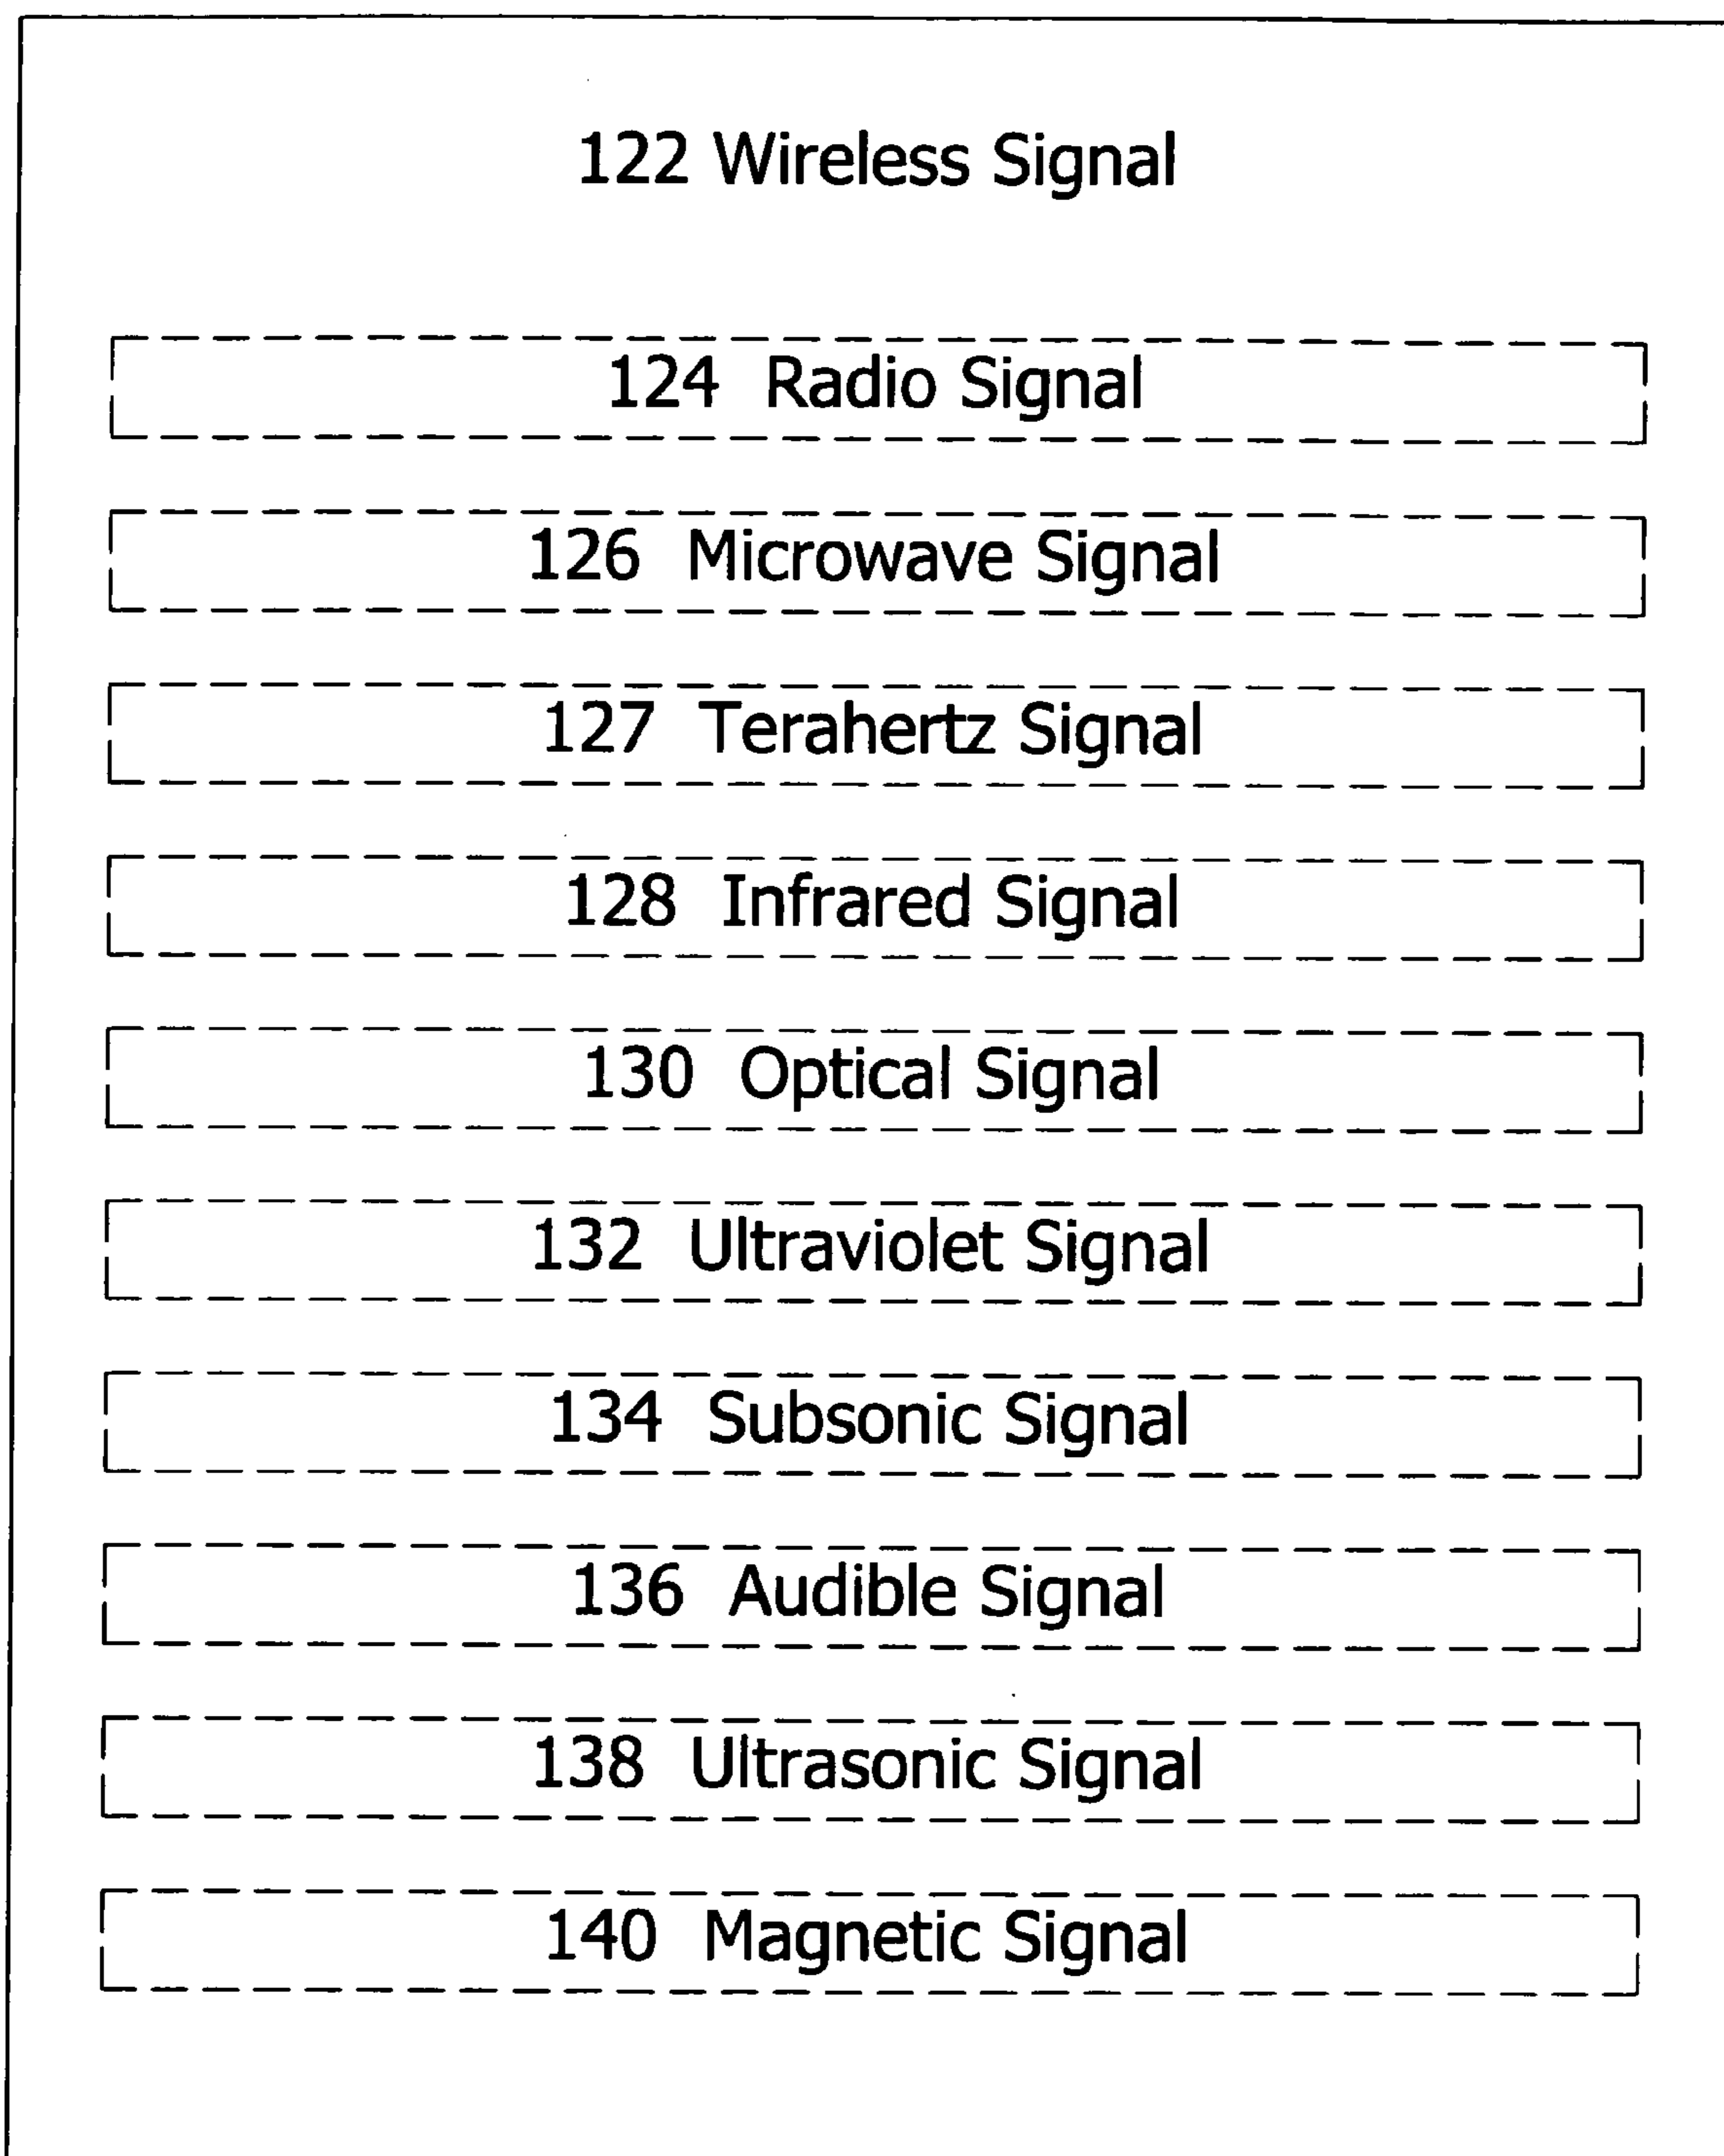 122 Wireless Signal
124 Radio Signal
126 Microwave Signal
127 Terahertz Signal
128 Infrared Signal
130 Optical Signal
132 Ultraviolet Signal
134 Subsonic Signal
136 Audible Signal
138 Ultrasonic Signal
140 Magnetic Signal